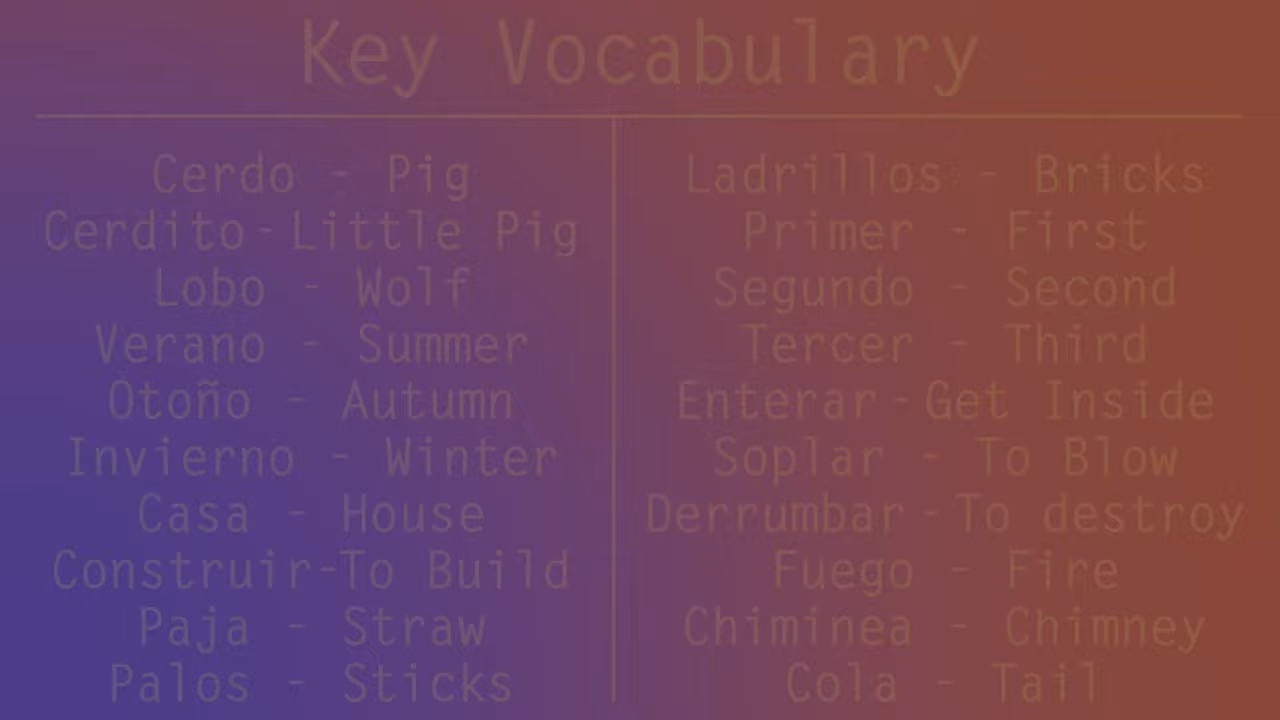 Key Vocabulary
Cerdo - Pig
Cerdito-Little Pig
Lobo - Wolf
Verano - Summer
Otoño - Autumn
Invierno - Winter
Casa - House
Construir-To Build
Paja - Straw
Palos - Sticks
Ladrillos - Bricks
Primer - First
Segundo - Second
Tercer - Third
Enterar-Get Inside
Soplar - To Blow
Derrumbar-To destroy
Fuego - Fire
Chiminea - Chimney
Cola - Tail